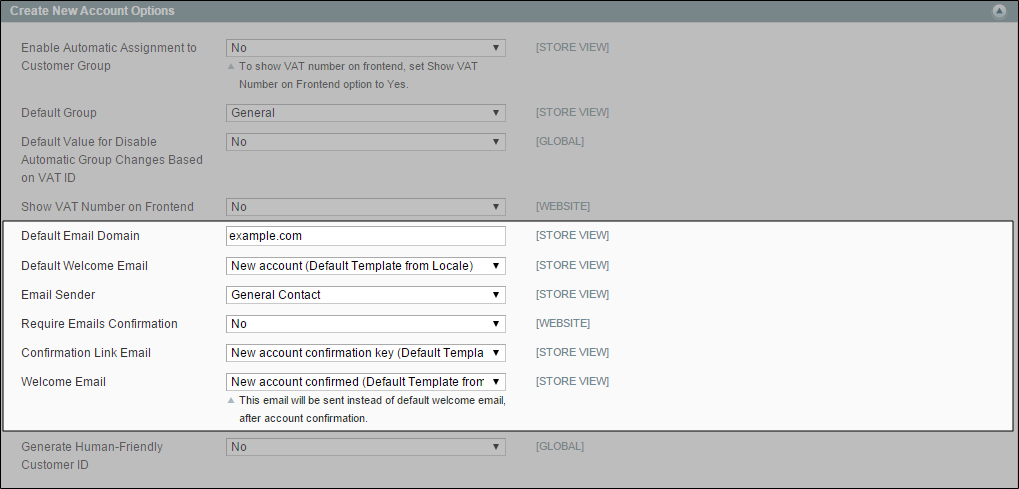 Create New Account Options
Enable Automatic Assignment to
Customer Group
No
[STORE VIEW]
To show VAT number on frontend, set Show VAT
Number on Frontend option to Yes.
Default Group
General
[STORE VIEW]
Default Value for Disable
Automatic Group Changes Based
on VAT ID
No
[GLOBAL]
Show VAT Number on Frontend
No
[WEBSITE]
Default Email Domain
example.com
[STORE VIEW]
Default Welcome Email
New account (Default Template from Locale)
[STORE VIEW]
Email Sender
General Contact
[STORE VIEW]
Require Emails Confirmation
No
[WEBSITE]
Confirmation Link Email
New account confirmation key (Default Templa
[STORE VIEW]
Welcome Email
New account confirmed (Default Template from
[STORE VIEW]
This email will be sent instead of default welcome email,
after account confirmation.
Generate Human-Friendly
Customer ID
No
[GLOBAL]